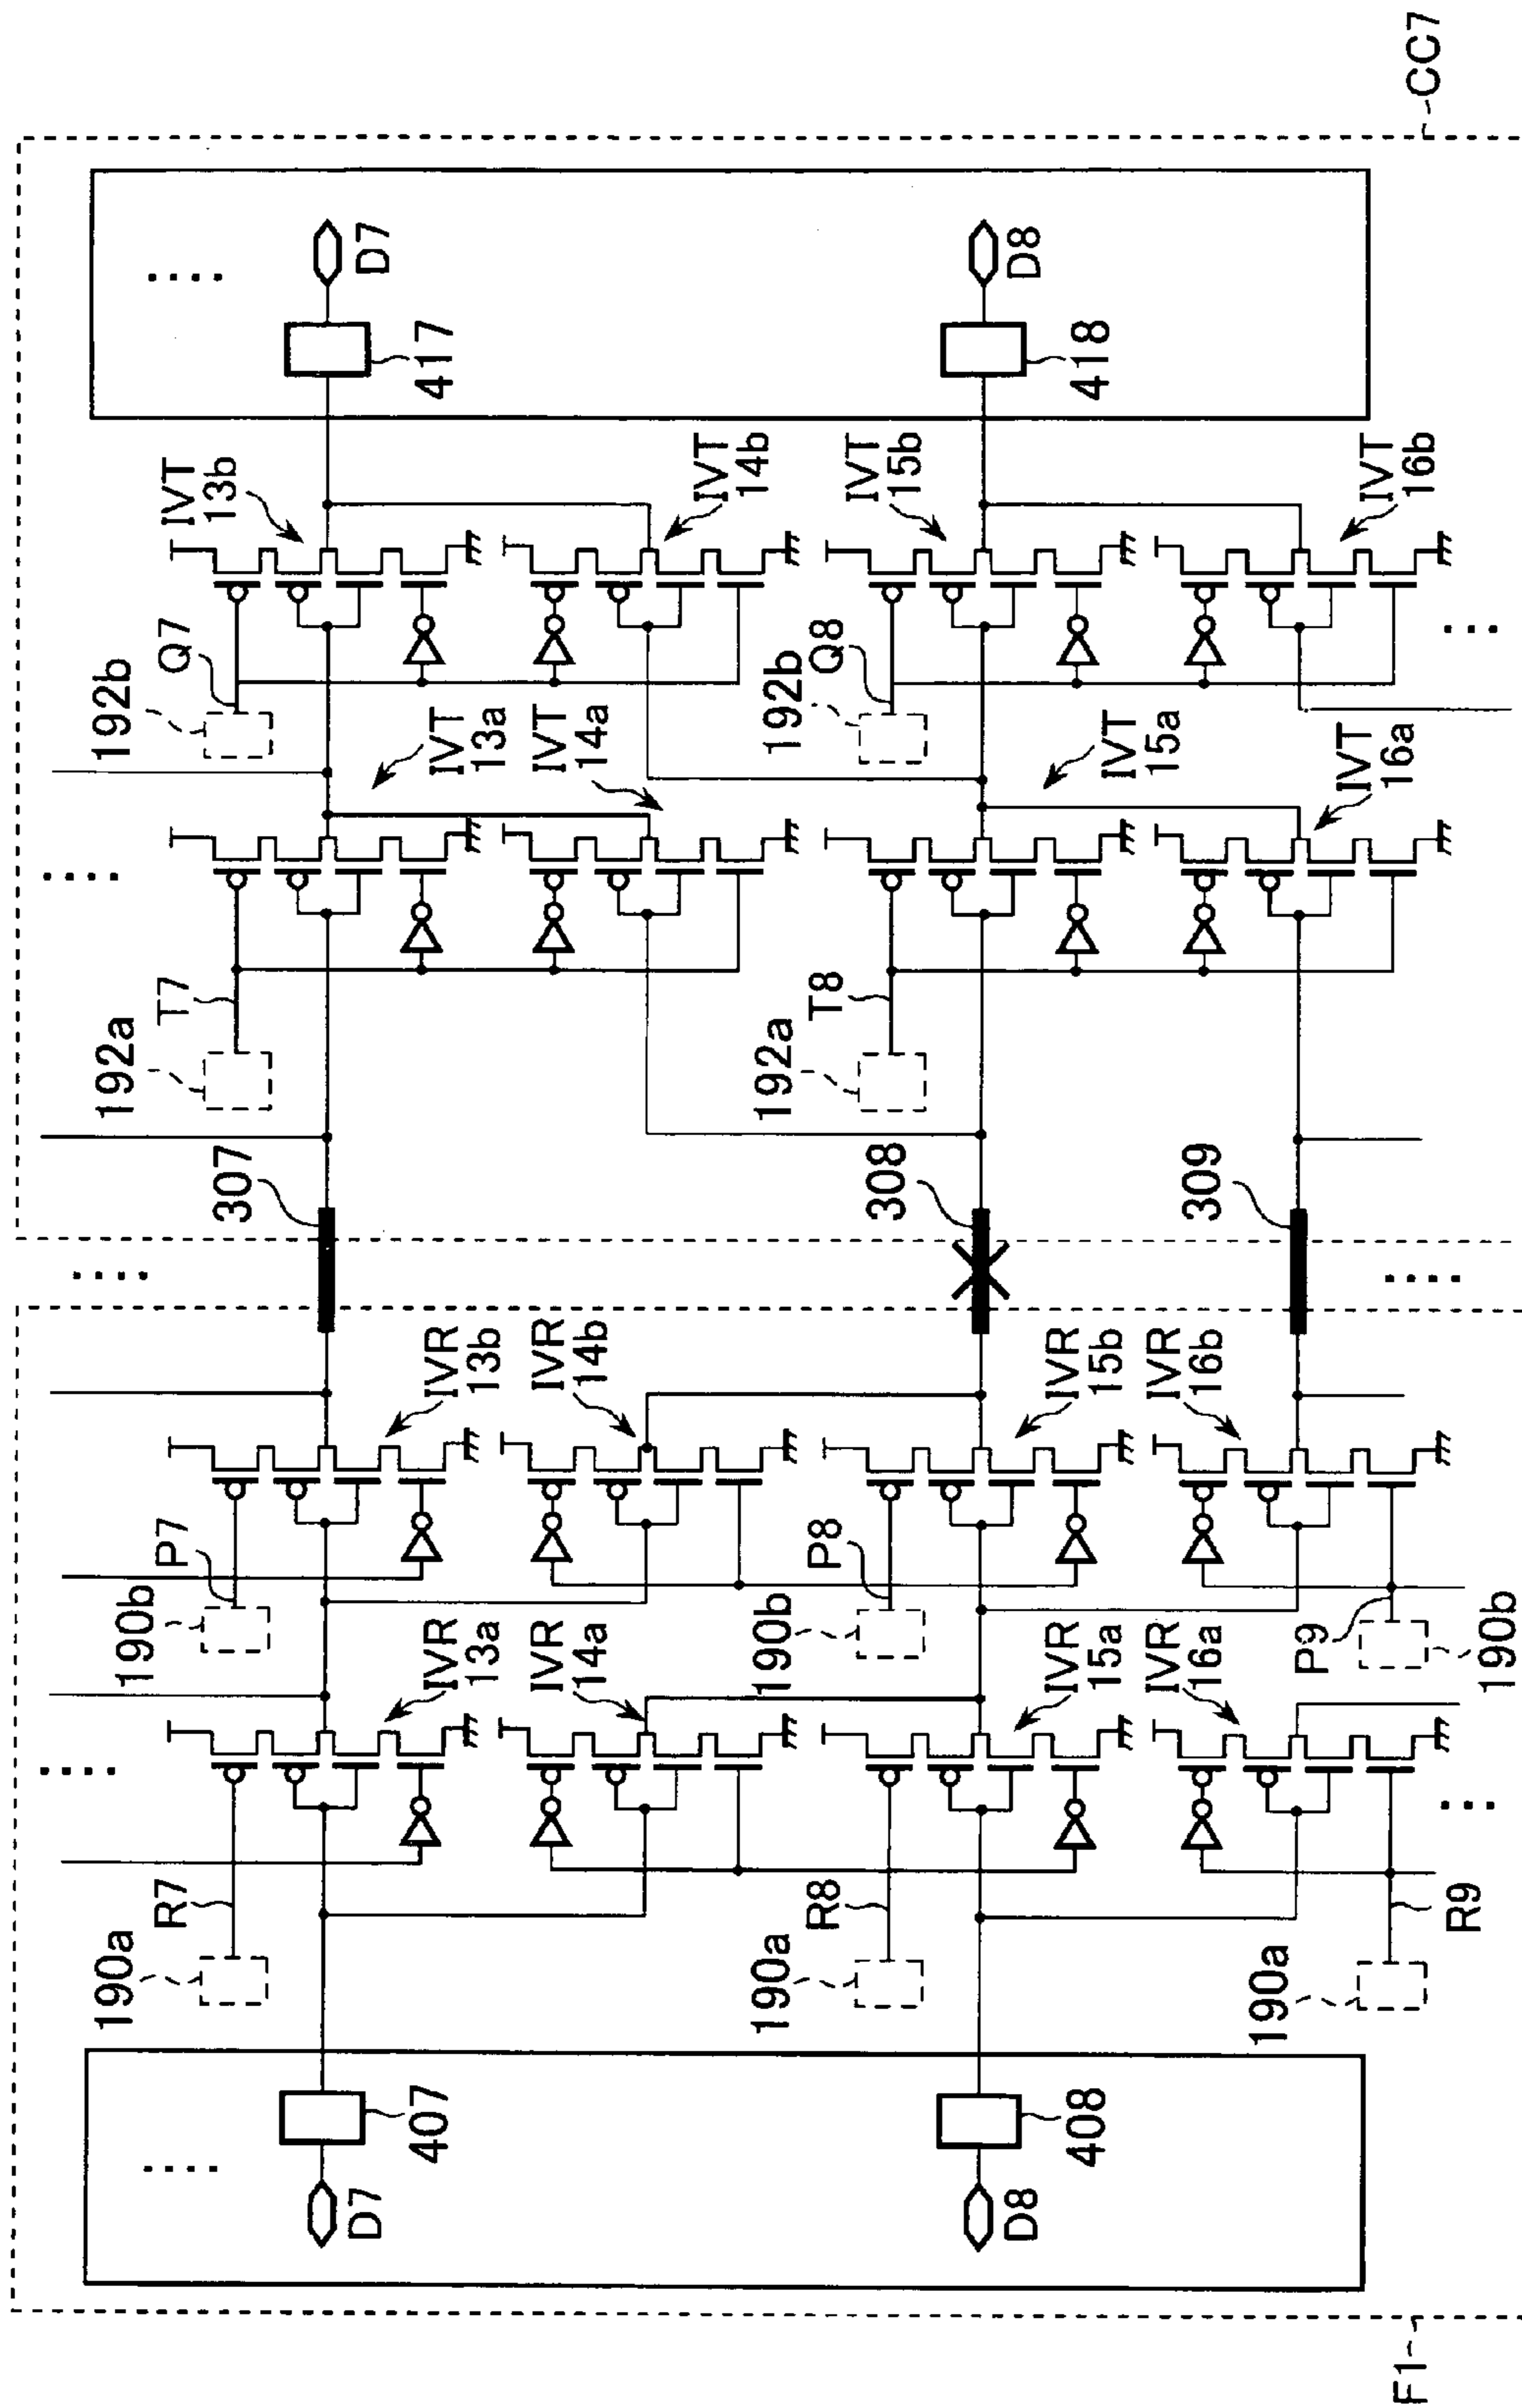 F1
CC7
D7
407
190a
R7
IVR
13a
190b
P7
IVR
13b
307
192a
T7
IVT
13a
192b
Q7
IVT
13b
417
D7
IVR
14a
IVR
14b
IVT
14a
IVT
14b
D8
408
190a
R8
IVR
15a
190b
P8
IVR
15b
308
192a
T8
IVT
15a
192b
Q8
IVT
15b
418
D8
190a
R9
IVR
16a
190b
P9
IVR
16b
309
IVT
16a
IVT
16b